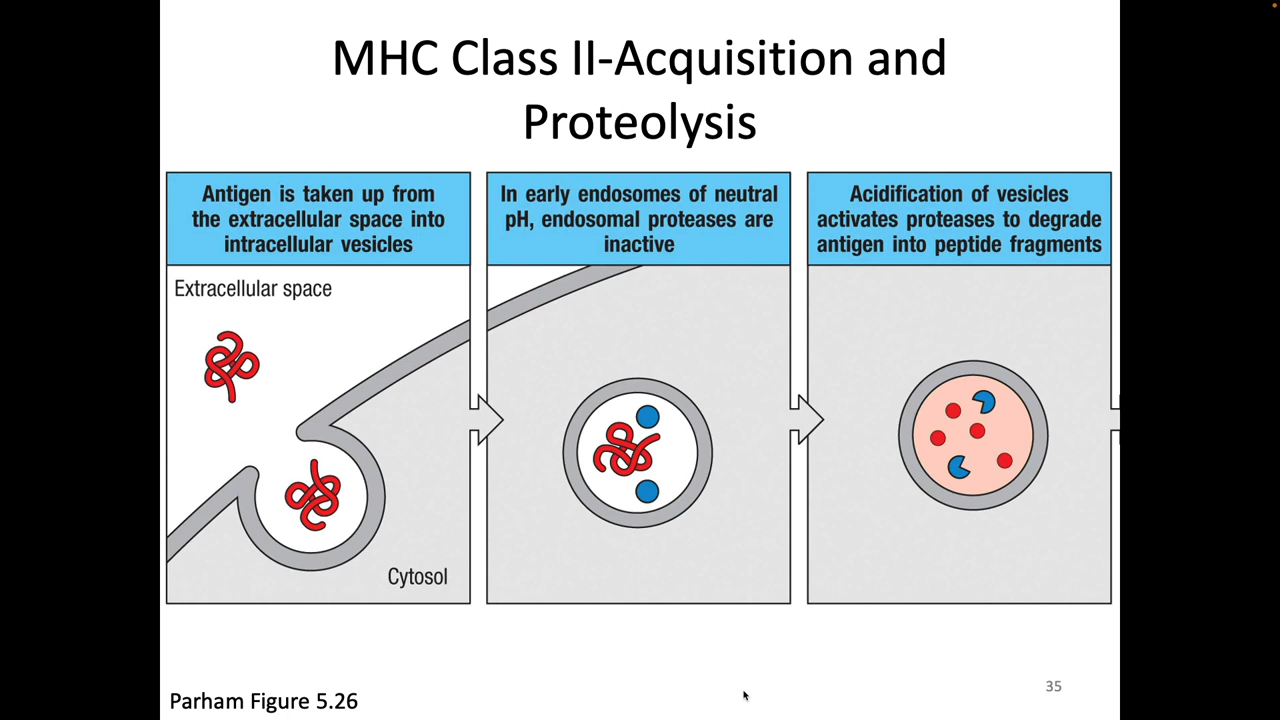 MHC Class II-Acquisition and
Proteolysis
Antigen is taken up from
the extracellular space into
intracellular vesicles
In early endosomes of neutral
pH, endosomal proteases are
inactive
Acidification of vesicles
activates proteases to degrade
antigen into peptide fragments
Extracellular space
Cytosol
Parham Figure 5.26
35